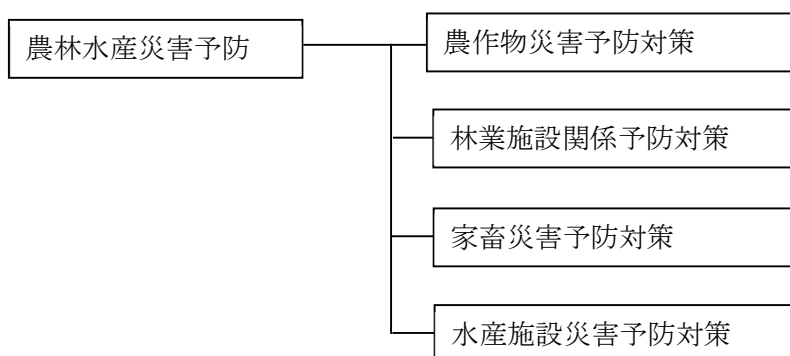 農林水産災害予防
農作物災害予防対策
林業施設関係予防対策
家畜災害予防対策
水産施設災害予防対策